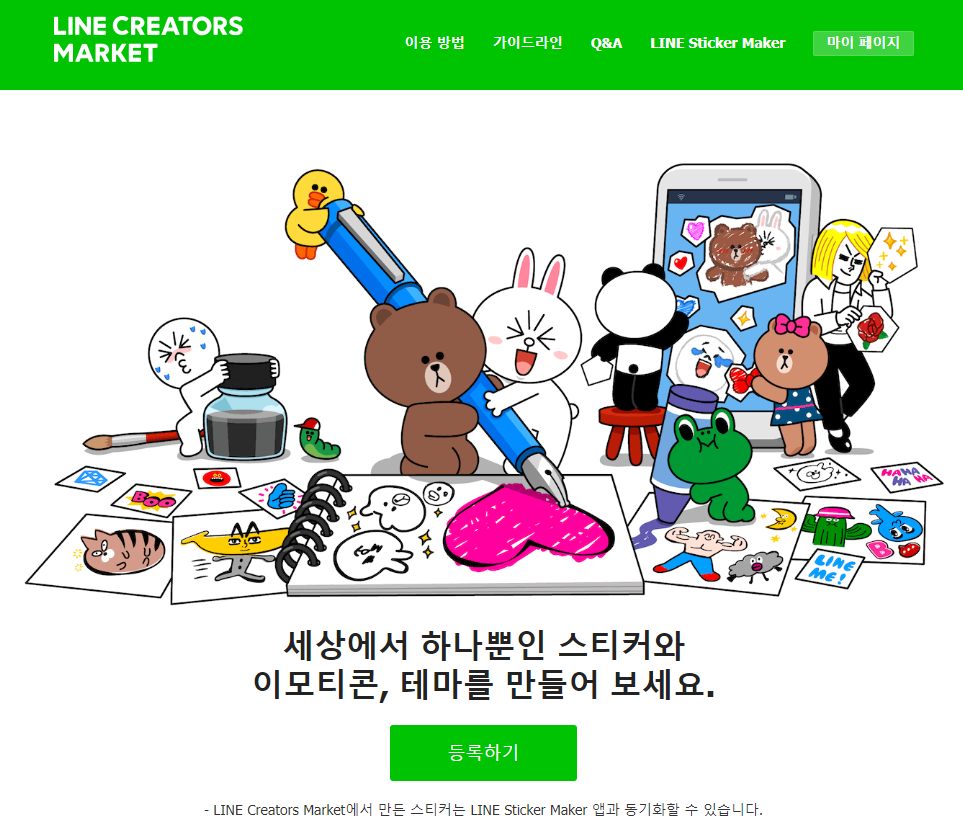 LINE CREATORS
MARKET
이용 방법
가이드라인
Q&A
LINE Sticker Maker
마이 페이지
BOO
HAHA
HA HA
LINE
ME!
세상에서 하나뿐인 스티커와
이모티콘, 테마를 만들어 보세요.
등록하기
- LINE Creators Market에서 만든 스티커는 LINE Sticker Maker 앱과 동기화할 수 있습니다.